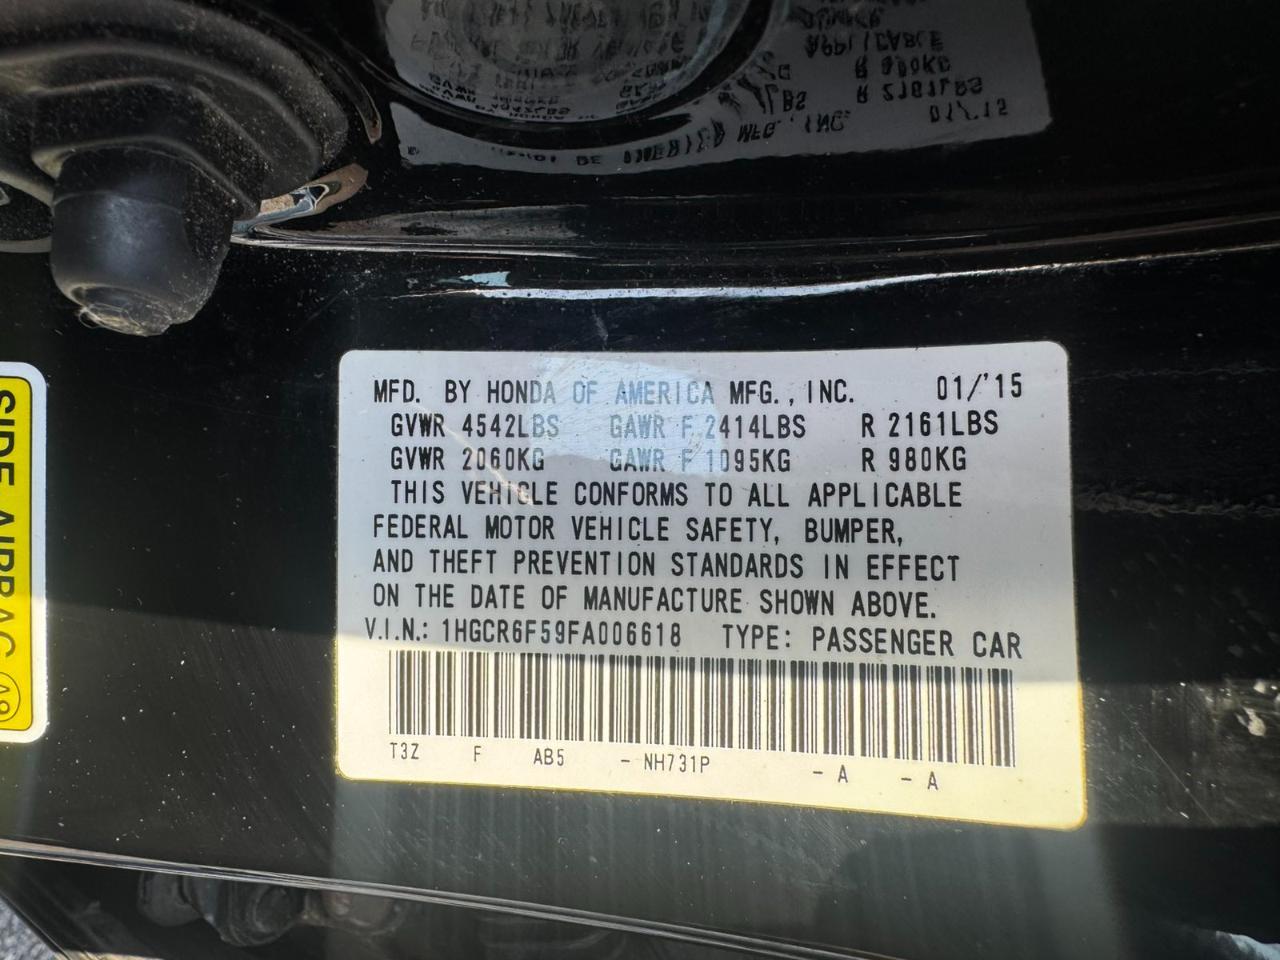 MFD. BY HONDA OF AMERICA MFG., INC. 01/'15
GVWR 4542LBS GAWR F 2414LBS R 2161LBS
GVWR 2060KG GAWR F 1095KG R 980KG
THIS VEHICLE CONFORMS TO ALL APPLICABLE
FEDERAL MOTOR VEHICLE SAFETY, BUMPER,
AND THEFT PREVENTION STANDARDS IN EFFECT
ON THE DATE OF MANUFACTURE SHOWN ABOVE.
V.I.N.: 1HGCR6F59FA006618 TYPE: PASSENGER CAR
T3Z F AB5 - NH731P - A - A
SIDE AIRBAG